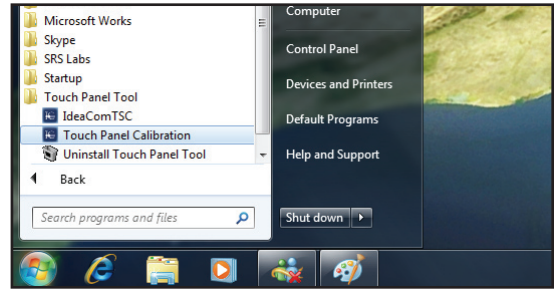 Microsoft Works
Skype
SRS Labs
Startup
Touch Panel Tool
IdeaComTSC
Touch Panel Calibration
Uninstall Touch Panel Tool
Back
Search programs and files
Computer
Control Panel
Devices and Printers
Default Programs
Help and Support
Shut down